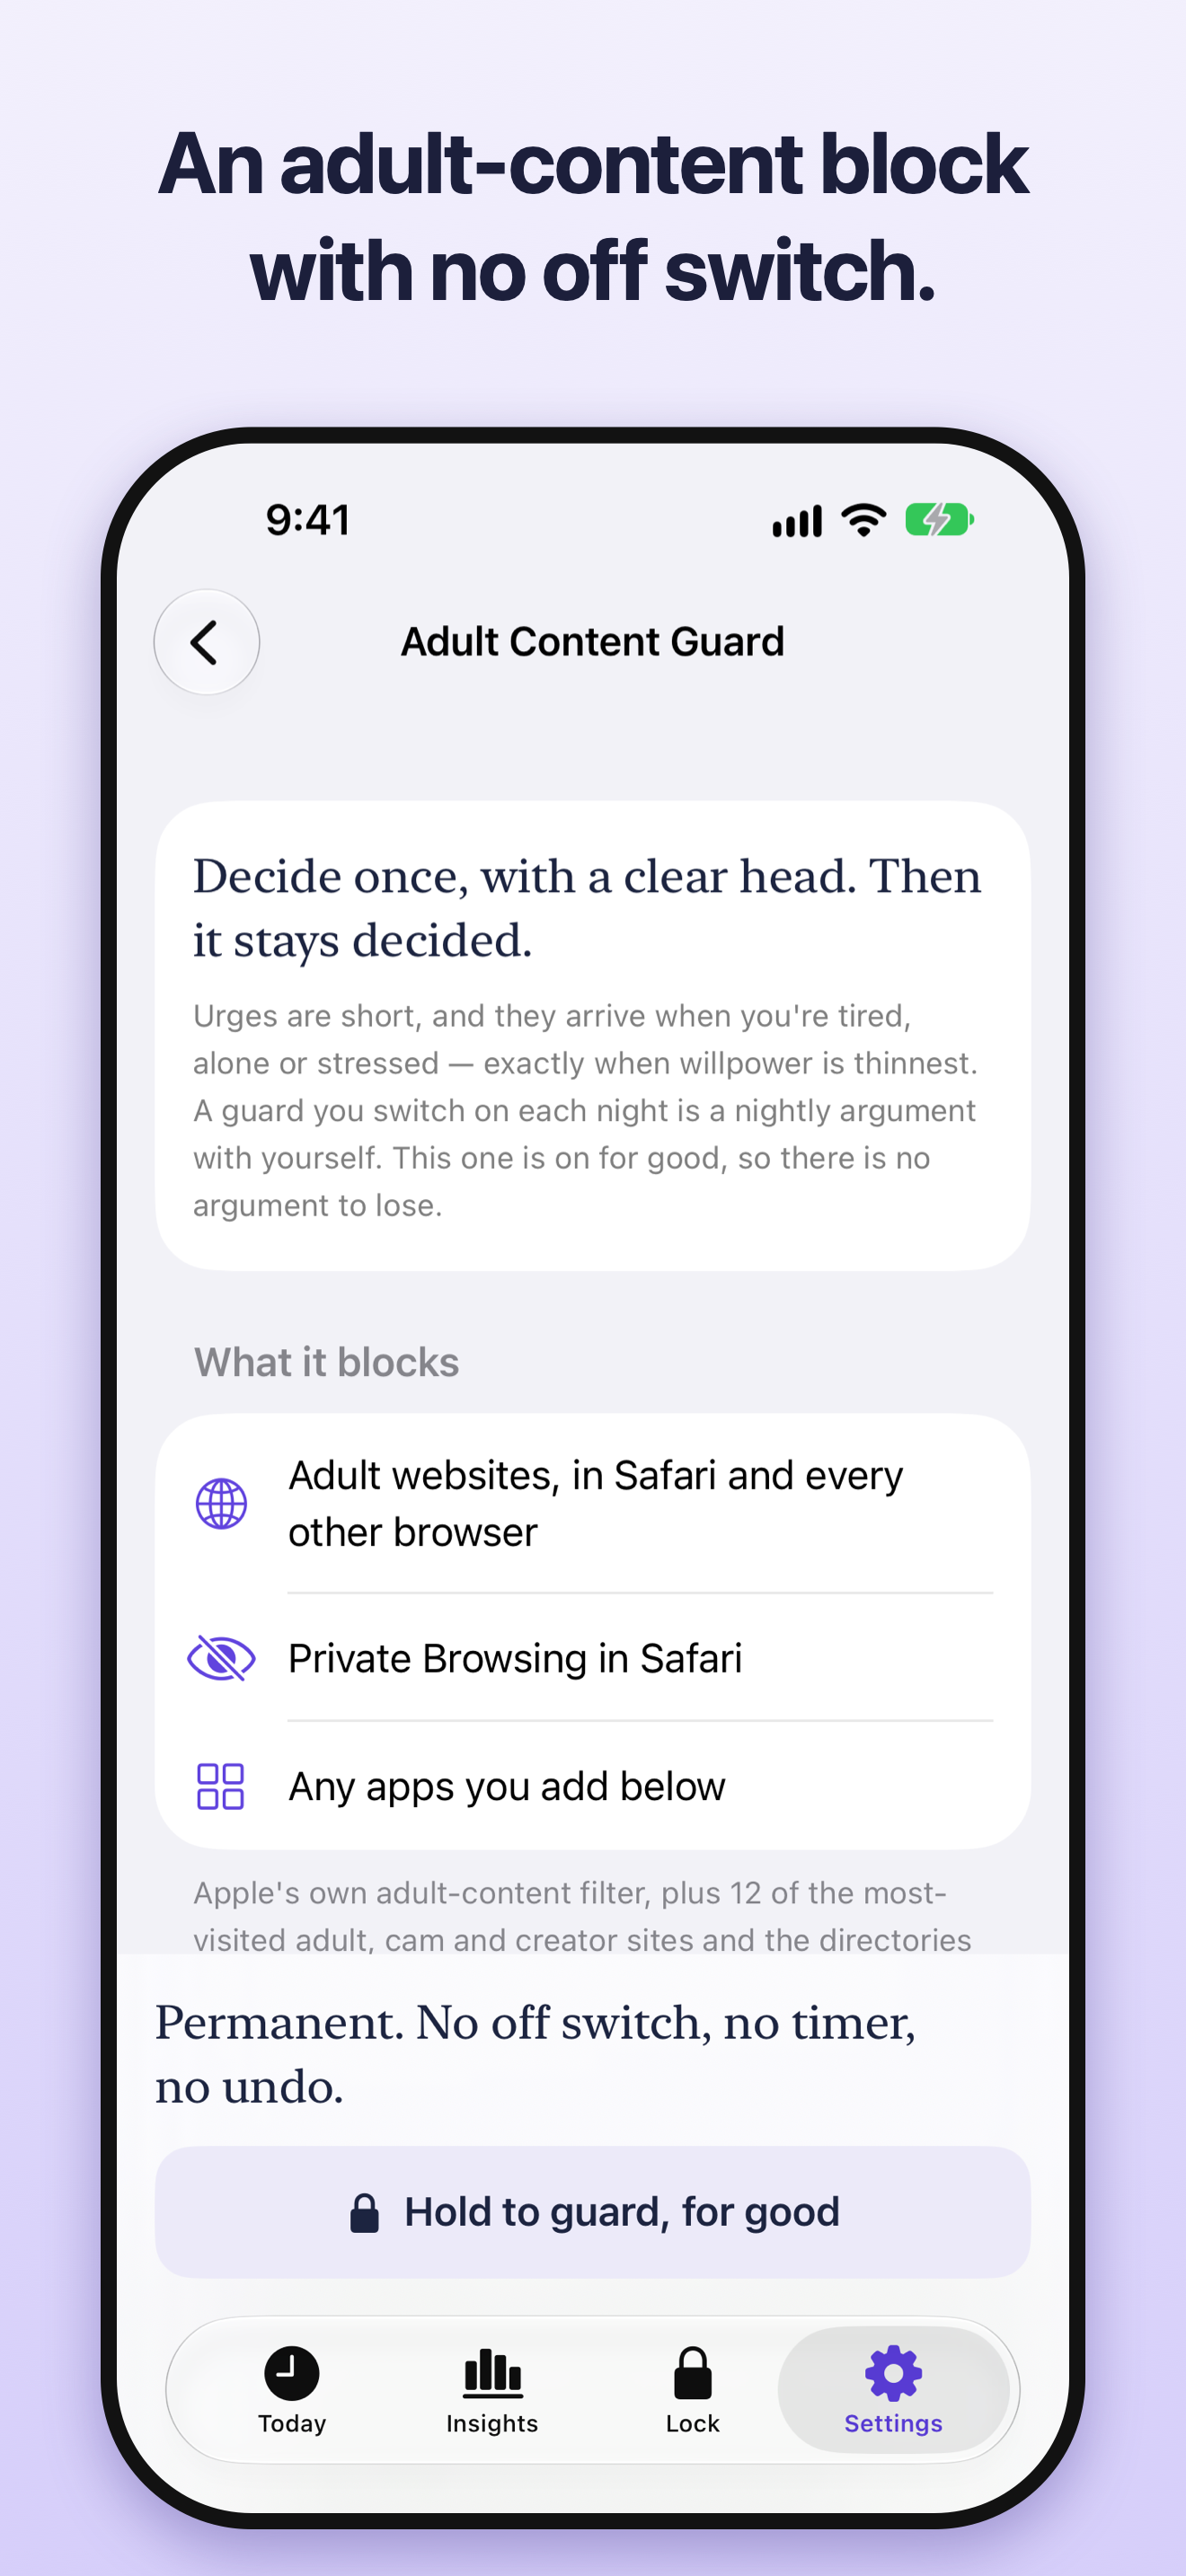 An adult-content block
with no off switch.
9:41
Adult Content Guard
Decide once, with a clear head. Then
it stays decided.
Urges are short, and they arrive when you're tired,
alone or stressed — exactly when willpower is thinnest.
A guard you switch on each night is a nightly argument
with yourself. This one is on for good, so there is no
argument to lose.
What it blocks
Adult websites, in Safari and every
other browser
Private Browsing in Safari
Any apps you add below
Apple's own adult-content filter, plus 12 of the most-
visited adult, cam and creator sites and the directories
Permanent. No off switch, no timer,
no undo.
Hold to guard, for good
Today
Insights
Lock
Settings